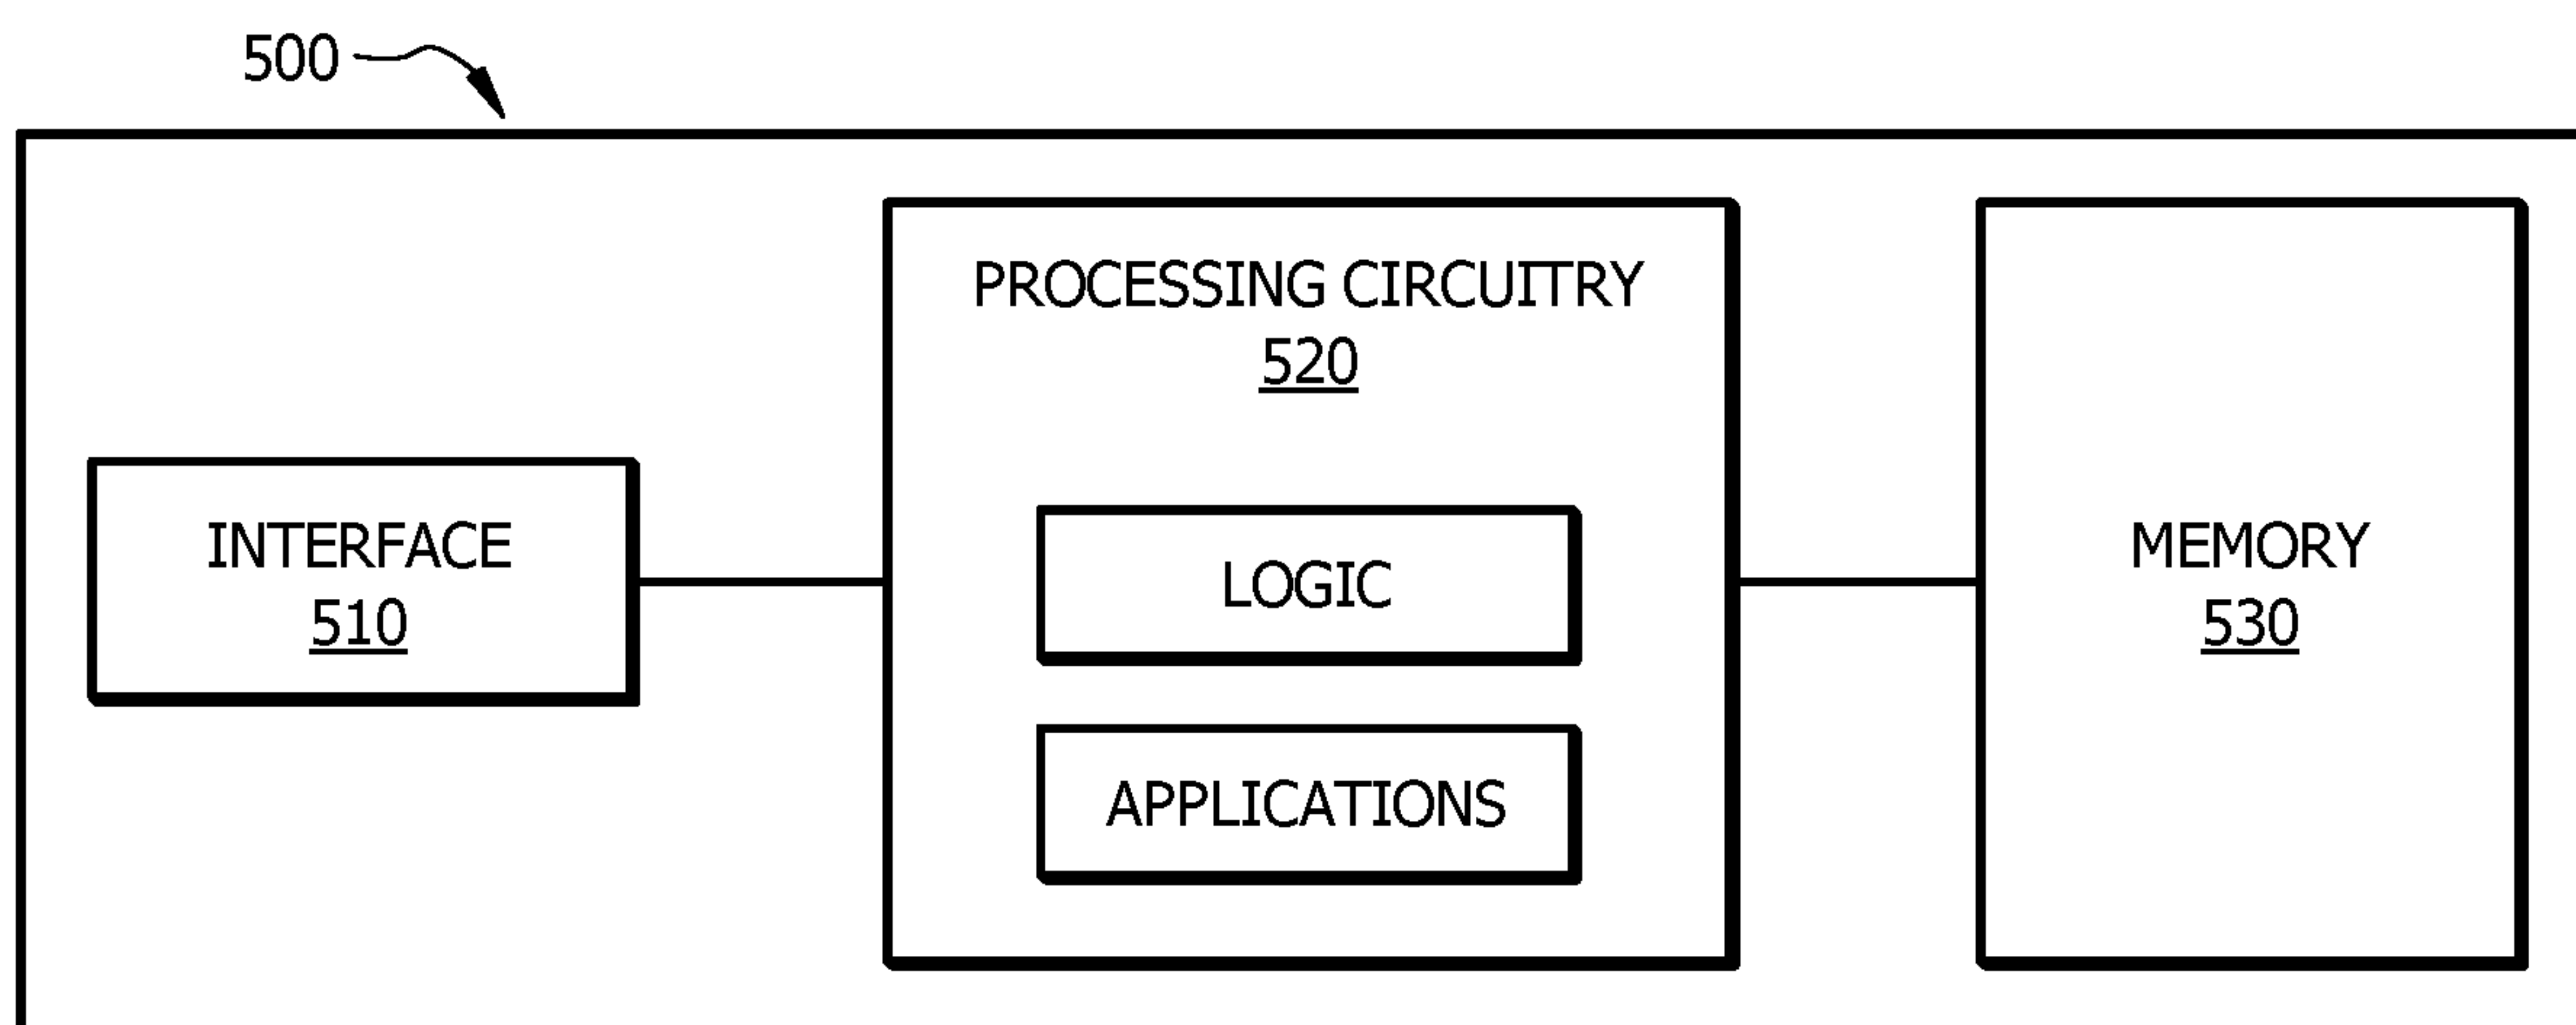 500
PROCESSING CIRCUITRY
520
INTERFACE
510
LOGIC
APPLICATIONS
MEMORY
530